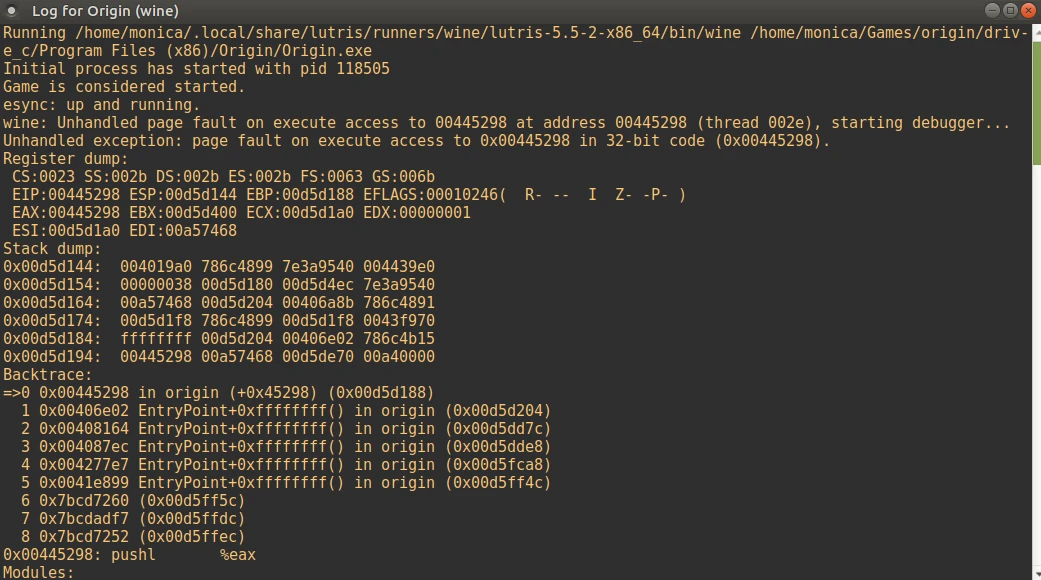 Log for Origin (wine)
Running /home/monica/.local/share/lutris/runners/wine/lutris-5.5-2-x86_64/bin/wine /home/monica/Games/origin/driv-
e_c/Program Files (x86)/Origin/Origin.exe
Initial process has started with pid 118505
Game is considered started.
esync: up and running.
wine: Unhandled page fault on execute access to 00445298 at address 00445298 (thread 002e), starting debugger...
Unhandled exception: page fault on execute access to 0x00445298 in 32-bit code (0x00445298).
Register dump:
 CS:0023 SS:002b DS:002b ES:002b FS:0063 GS:006b
 EIP:00445298 ESP:00d5d144 EBP:00d5d188 EFLAGS:00010246(  R- --  I  Z- -P- )
 EAX:00445298 EBX:00d5d400 ECX:00d5d1a0 EDX:00000001
 ESI:00d5d1a0 EDI:00a57468
Stack dump:
0x00d5d144:  004019a0 786c4899 7e3a9540 004439e0
0x00d5d154:  00000038 00d5d180 00d5d4ec 7e3a9540
0x00d5d164:  00a57468 00d5d204 00406a8b 786c4891
0x00d5d174:  00d5d1f8 786c4899 00d5d1f8 0043f970
0x00d5d184:  ffffffff 00d5d204 00406e02 786c4b15
0x00d5d194:  00445298 00a57468 00d5de70 00a40000
Backtrace:
=>0 0x00445298 in origin (+0x45298) (0x00d5d188)
  1 0x00406e02 EntryPoint+0xffffffff() in origin (0x00d5d204)
  2 0x00408164 EntryPoint+0xffffffff() in origin (0x00d5dd7c)
  3 0x004087ec EntryPoint+0xffffffff() in origin (0x00d5dde8)
  4 0x004277e7 EntryPoint+0xffffffff() in origin (0x00d5fca8)
  5 0x0041e899 EntryPoint+0xffffffff() in origin (0x00d5ff4c)
  6 0x7bcd7260 (0x00d5ff5c)
  7 0x7bcdadf7 (0x00d5ffdc)
  8 0x7bcd7252 (0x00d5ffec)
0x00445298: pushl	%eax
Modules: